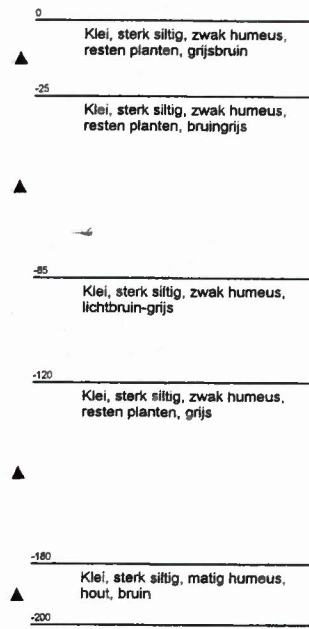 0
Klei, sterk siltig, zwak humeus,
resten planten, grijsbruin
-25
Klei, sterk siltig, zwak humeus,
resten planten, bruingrijs
-85
Klei, sterk siltig, zwak humeus,
lichtbruin-grijs
-120
Klei, sterk siltig, zwak humeus,
resten planten, grijs
-180
Klei, sterk siltig, matig humeus,
hout, bruin
-200